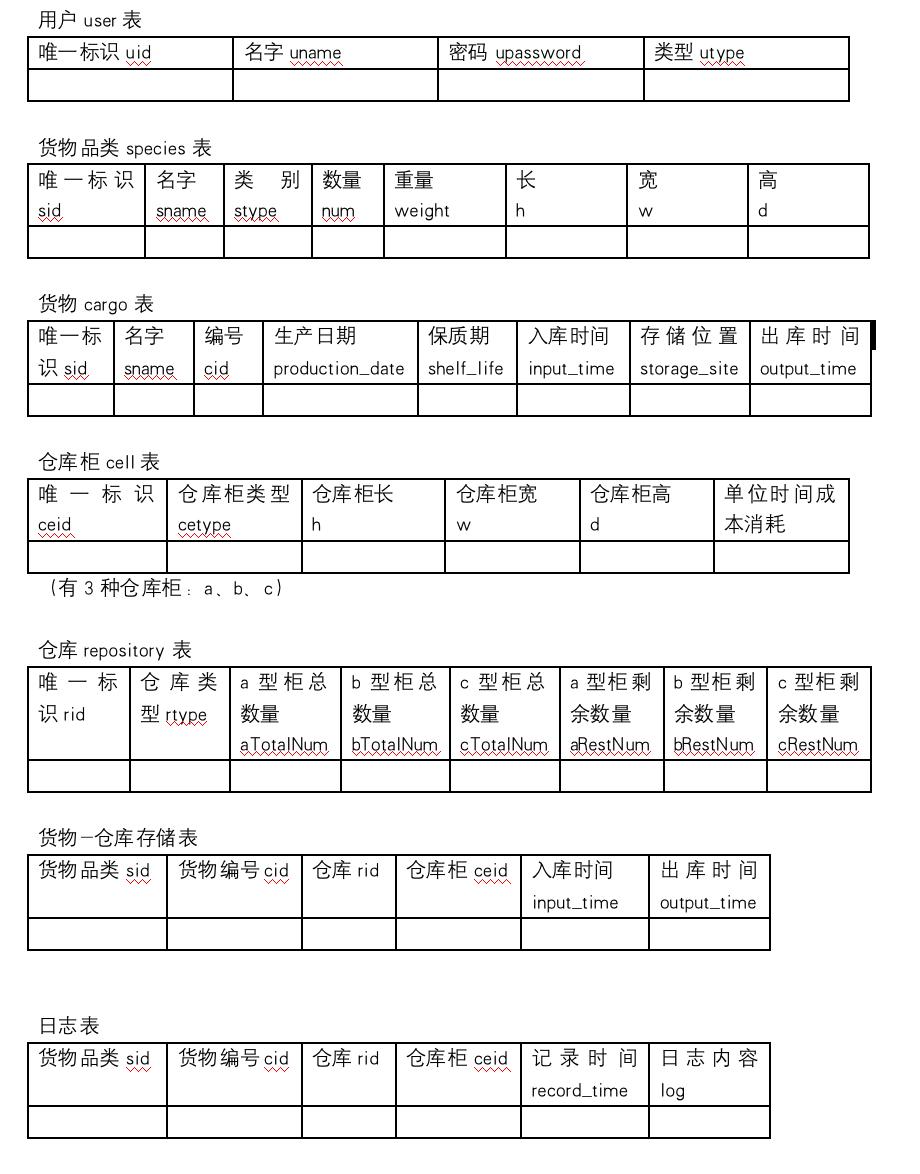 用户 user 表
唯一标识 uid 名字 uname 密码 upassword 类型 utype
货物品类 species 表
唯一标识 名字 类别 数量 重量 长 宽 高
sid sname stype num weight h w d
货物 cargo 表
唯一标 名字 编号 生产日期 保质期 入库时间 存储位置 出库时间
识 sid sname cid production_date shelf_life input_time storage_site output_time
仓库柜 cell 表
唯一标识 仓库柜类型 仓库柜长 仓库柜宽 仓库柜高 单位时间成
ceid cetype h w d 本消耗
（有 3 种仓库柜：a、b、c）
仓库 repository 表
唯一标 仓库类 a 型柜总 b 型柜总 c 型柜总 a 型柜剩 b 型柜剩 c 型柜剩
识 rid 型 rtype 数量 数量 数量 余数量 余数量 余数量
aTotalNum bTotalNum cTotalNum aRestNum bRestNum cRestNum
货物—仓库存储表
货物品类 sid 货物编号 cid 仓库 rid 仓库柜 ceid 入库时间 出库时间
input_time output_time
日志表
货物品类 sid 货物编号 cid 仓库 rid 仓库柜 ceid 记录时间 日志内容
record_time log